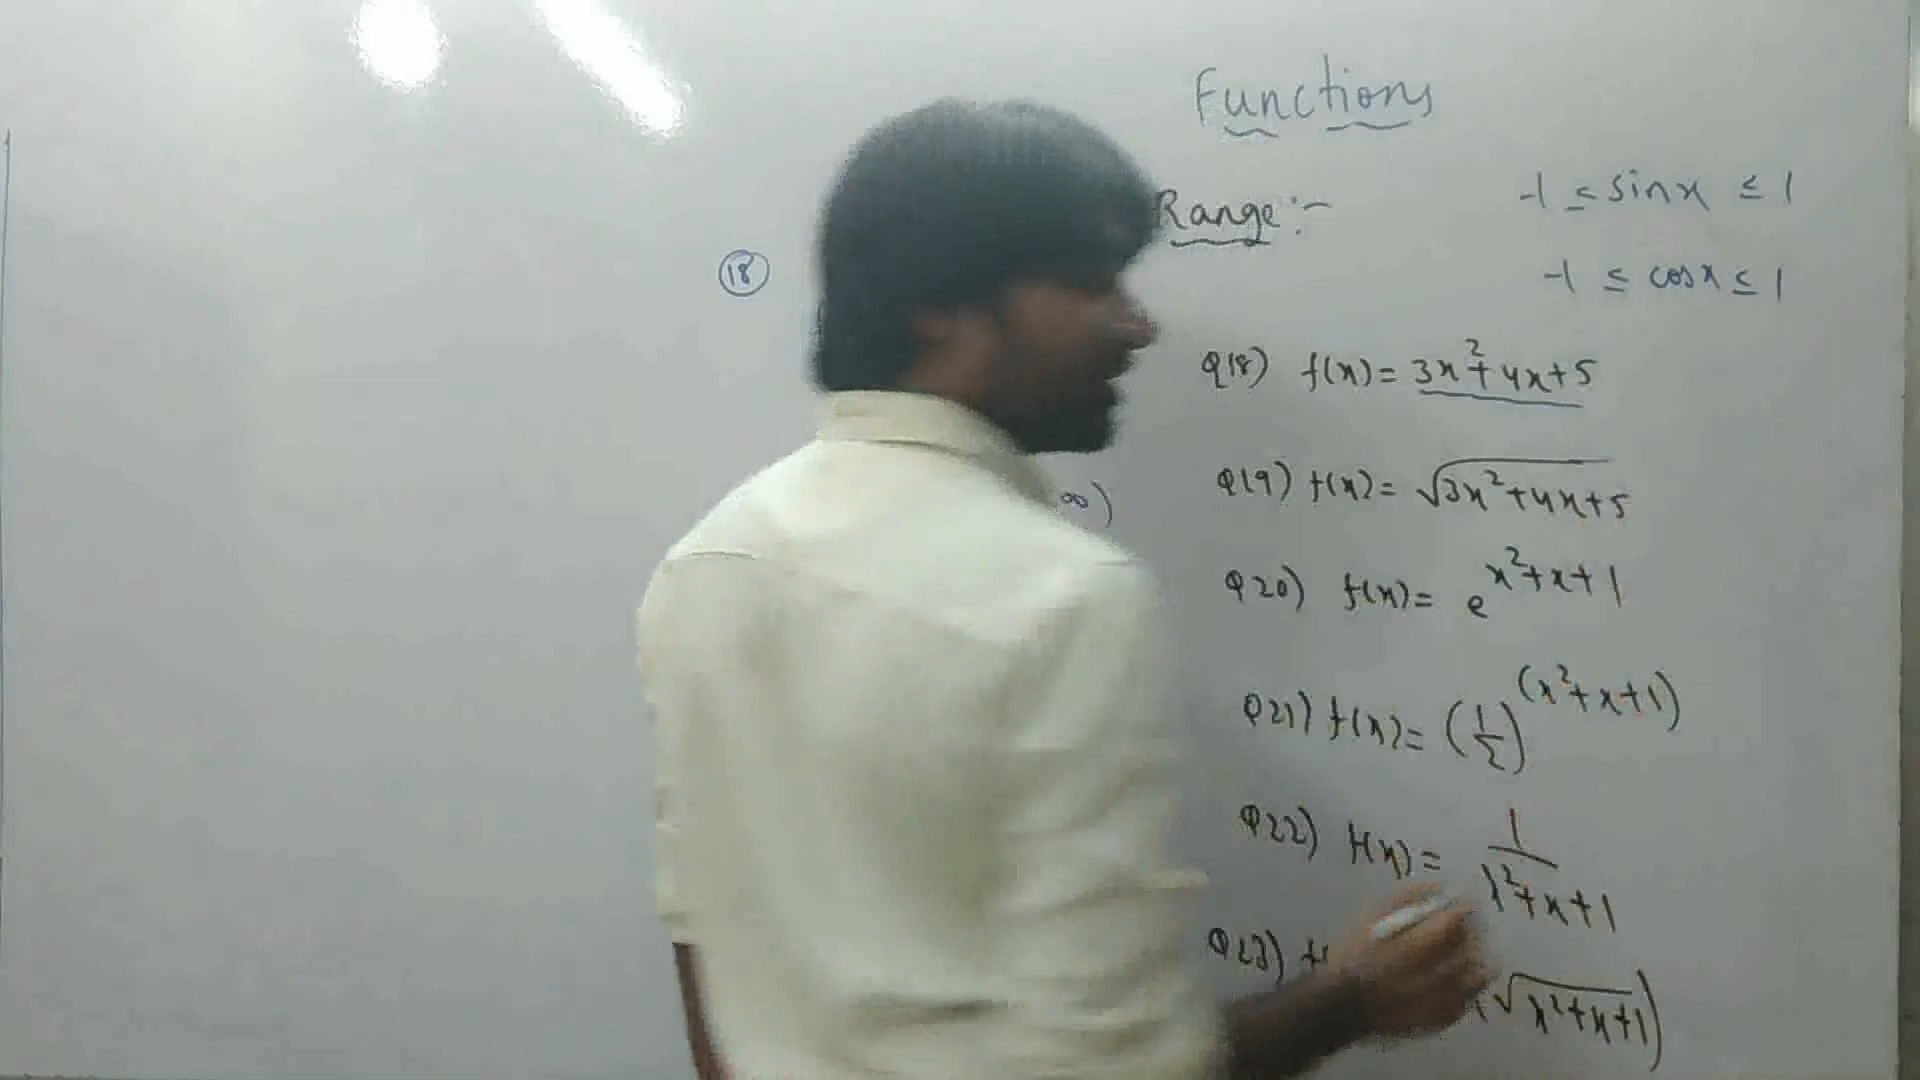 Functions
Range:-
-1 ≤ sinx ≤ 1
-1 ≤ cosx ≤ 1
18
Q18) f(x) = 3x²+4x+5
∞)
Q19) f(x) = √3x²+4x+5
Q20) f(x) = e^x²+x+1
Q21) f(x) = (1/2)^(x²+x+1)
Q22) f(x) = 1/x²+x+1
Q23) f
(√x²+x+1)